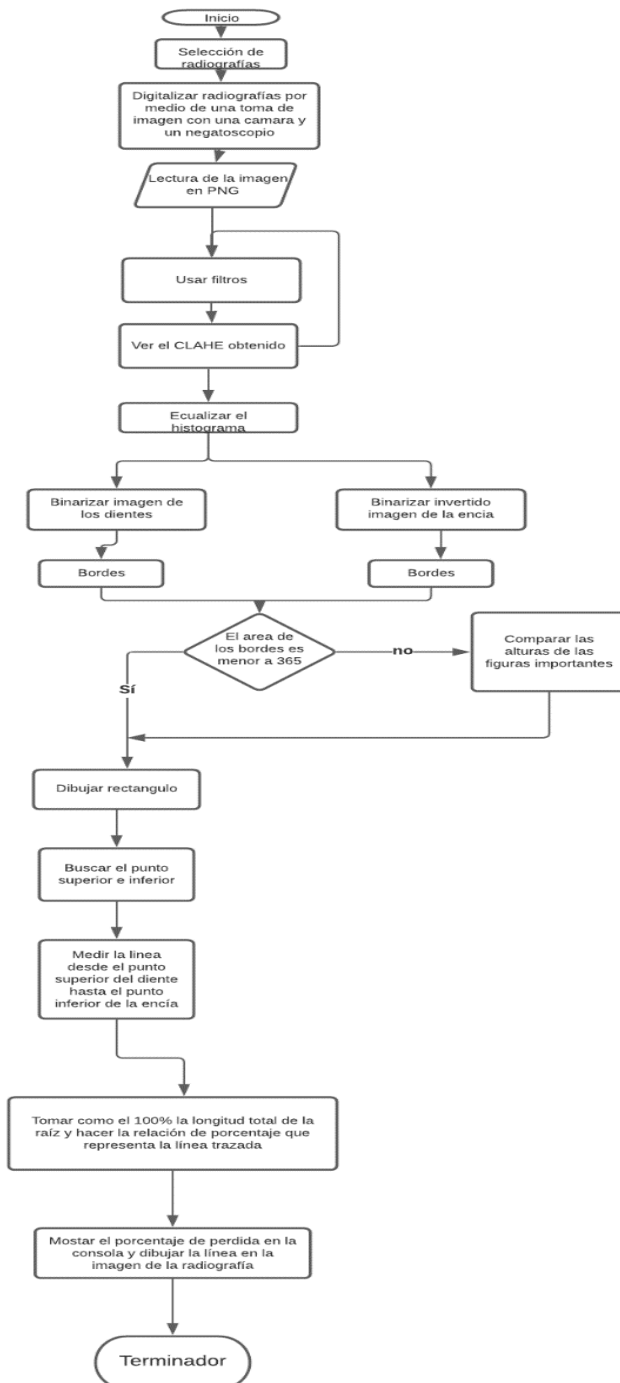 Inicio
Selección de
radiografías
Digitalizar radiografías por
medio de una toma de
imagen con una camara y
un negatoscopio
Lectura de la imagen
en PNG
Usar filtros
Ver el CLAHE obtenido
Ecualizar el
histograma
Binarizar imagen de
los dientes
Binarizar invertido
imagen de la encia
Bordes
Bordes
El area de
los bordes es
menor a 365
no
Comparar las
alturas de las
figuras importantes
Sí
Dibujar rectangulo
Buscar el punto
superior e inferior
Medir la linea
desde el punto
superior del diente
hasta el punto
inferior de la encía
Tomar como el 100% la longitud total de la
raíz y hacer la relación de porcentaje que
representa la línea trazada
Mostar el porcentaje de perdida en la
consola y dibujar la línea en la
imagen de la radiografía
Terminador